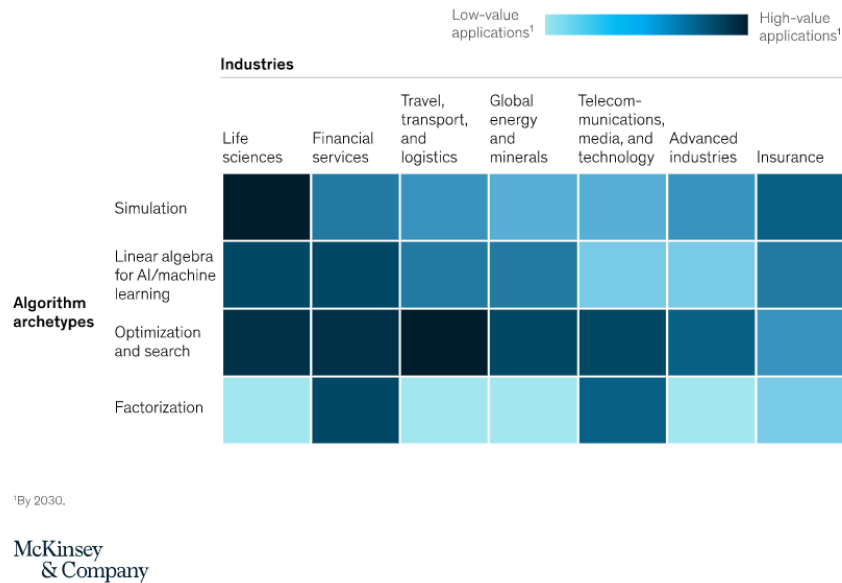 Low-value
applications¹
High-value
applications¹
Industries
Life
sciences
Financial
services
Travel,
transport,
and
logistics
Global
energy
and
minerals
Telecom-
munications,
media, and
technology
Advanced
industries
Insurance
Algorithm
archetypes
Simulation
Linear algebra
for AI/machine
learning
Optimization
and search
Factorization
¹By 2030.
McKinsey
& Company